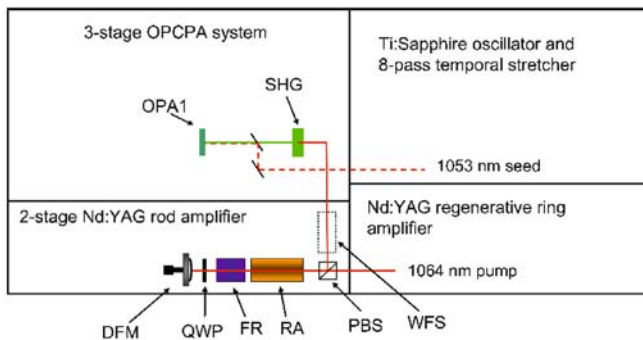 3-stage OPCPA system
Ti:Sapphire oscillator and
8-pass temporal stretcher
SHG
OPA1
1053 nm seed
2-stage Nd:YAG rod amplifier
Nd:YAG regenerative ring
amplifier
1064 nm pump
DFM
QWP
FR
RA
PBS
WFS